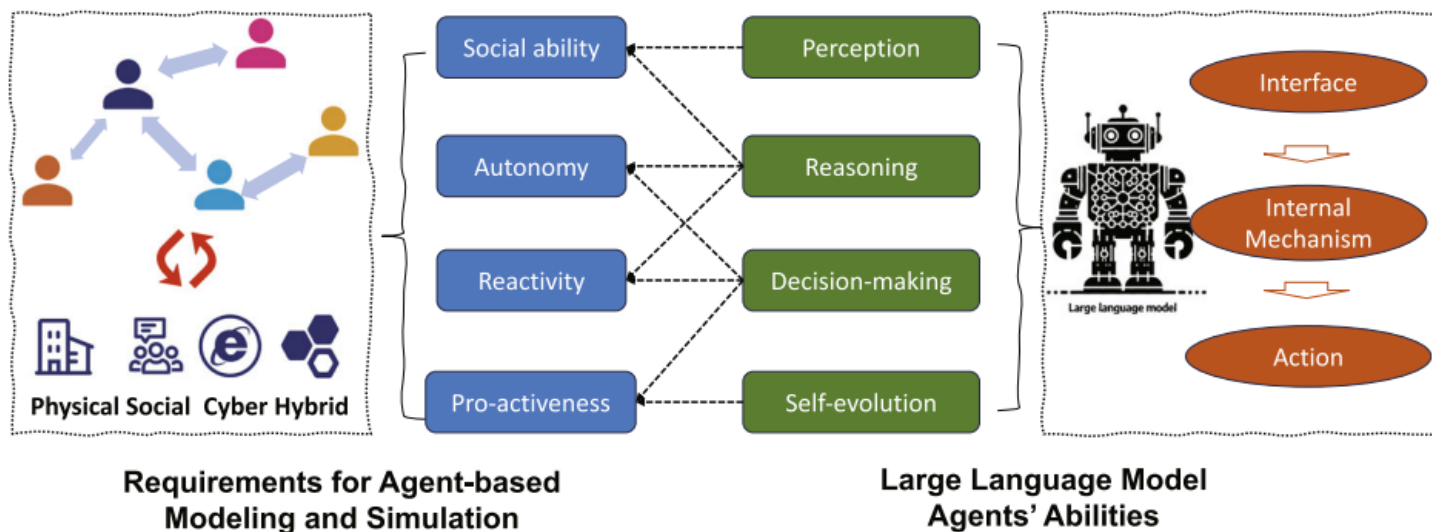 Social ability
Perception
Interface
Autonomy
Reasoning
Internal
Mechanism
Reactivity
Decision-making
Large language model
Action
Pro-activeness
Self-evolution
Physical Social Cyber Hybrid
Requirements for Agent-based
Modeling and Simulation
Large Language Model
Agents' Abilities